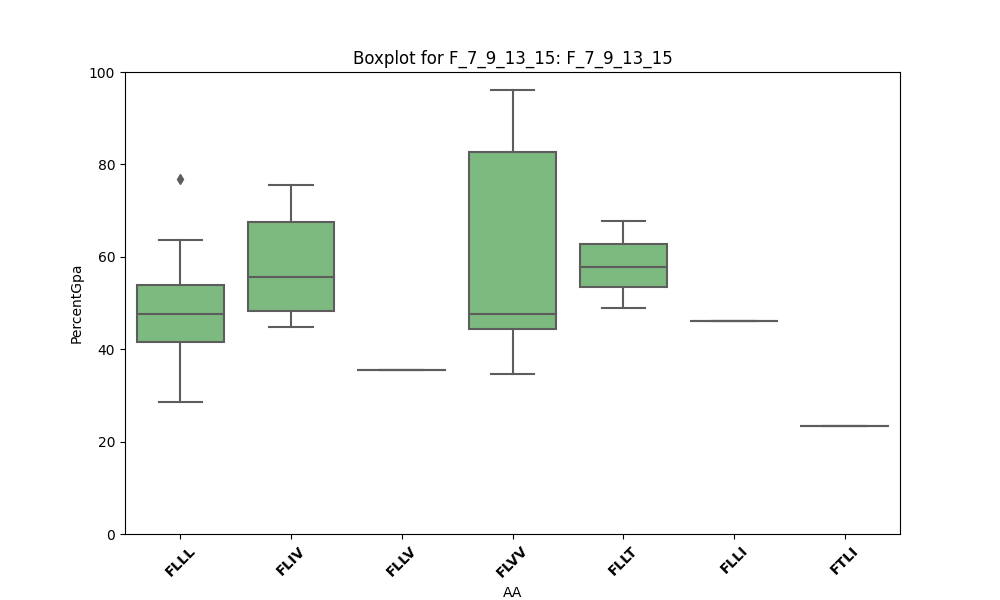 Boxplot for F_7_9_13_15: F_7_9_13_15
100
80
60
40
20
0
PercentGpa
FLLL
FLIV
FLLV
FLVV
FLLT
FLLI
FTLI
AA